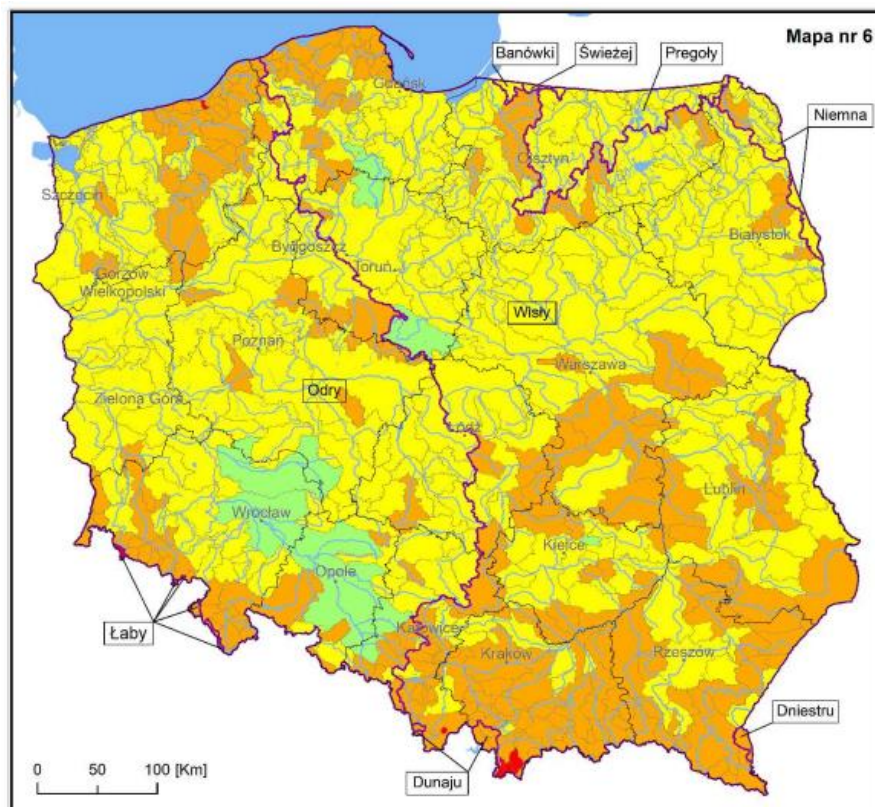 Mapa nr 6
Banówki
Świeżej
Pregoły
Niemna
Gdańsk
Olsztyn
Szczecin
Białystok
Bydgoszcz
Toruń
Gorzów
Wielkopolski
Wisły
Poznań
Warszawa
Odry
Zielona Góra
Łódź
Lublin
Wrocław
Kielce
Opole
Łaby
Katowice
Kraków
Rzeszów
Dniestru
Dunaju
0 50 100 [Km]